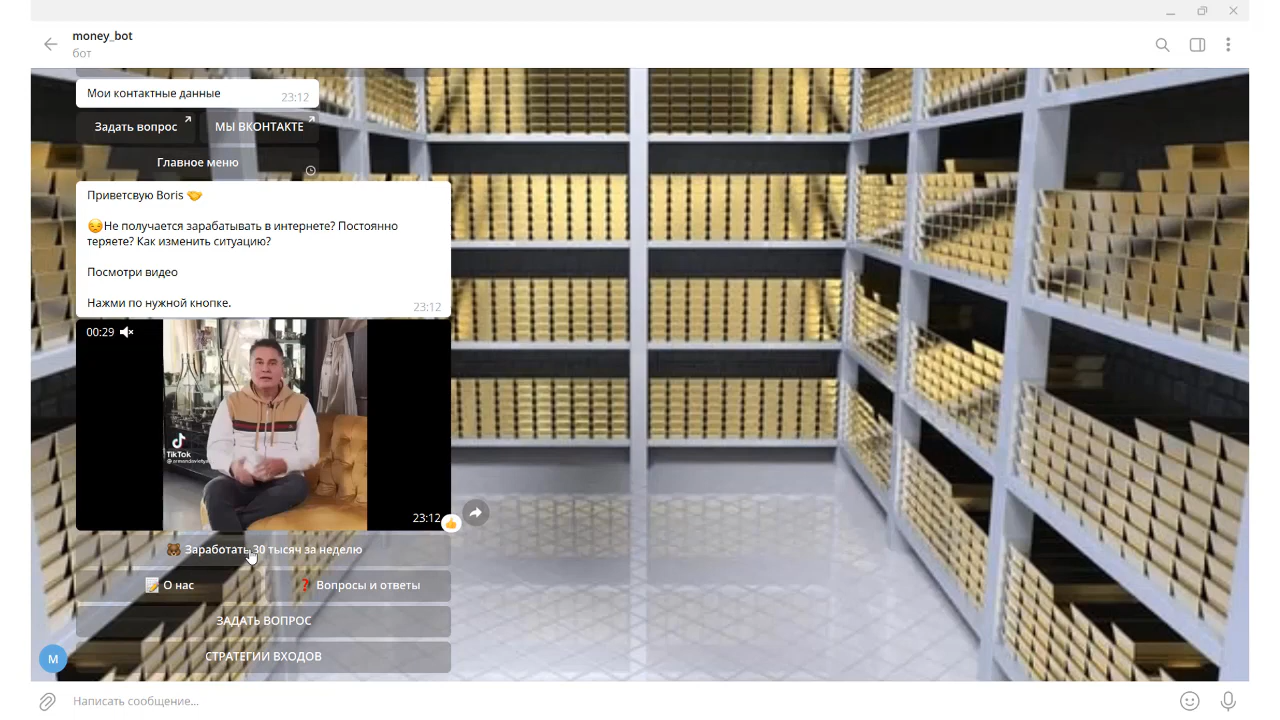 money_bot
бот
Мои контактные данные
23:12
Задать вопрос
МЫ ВКОНТАКТЕ
Главное меню
Приветсвую Boris
Не получается зарабатывать в интернете? Постоянно
теряете? Как изменить ситуацию?
Посмотри видео
Нажми по нужной кнопке.
23:12
00:29
TikTok
23:12
Заработать 30 тысяч за неделю
О нас
Вопросы и ответы
ЗАДАТЬ ВОПРОС
СТРАТЕГИИ ВХОДОВ
М
Написать сообщение...